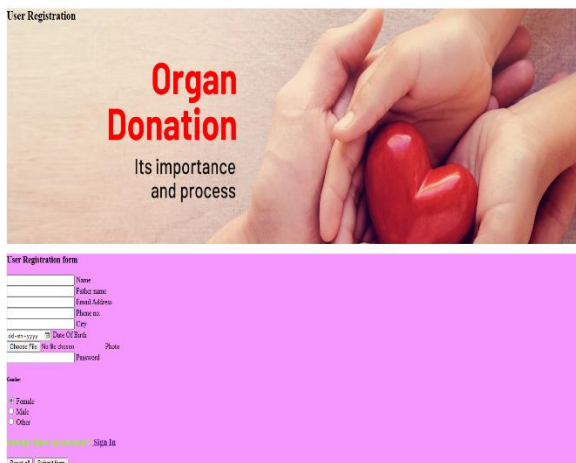 User Registration
Organ
Donation
Its importance
and process
User Registration form
Name
Father name
Email Address
Phone no.
City
dd-mm-yyyy Date Of Birth
Choose File No file chosen Photo
Password
Gender
Female
Male
Other
Sign In
Reset all Submit form